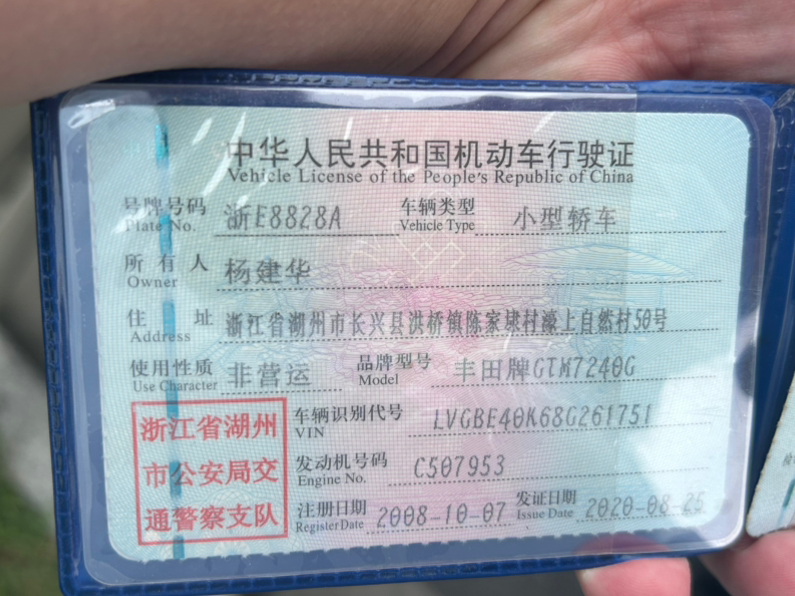 中华人民共和国机动车行驶证
Vehicle License of the People's Republic of China
号牌号码 浙E8828A 车辆类型 小型轿车
Plate No. Vehicle Type
所有人 杨建华
Owner
住址 浙江省湖州市长兴县洪桥镇陈家埭村濠上自然村50号
Address
使用性质 非营运 品牌型号 丰田牌GTM7240G
Use Character Model
浙江省湖州 车辆识别代号 LVGBE40K68G261751
VIN
市公安局交 发动机号码 C507953
Engine No.
通警察支队 注册日期 2008-10-07 发证日期 2020-08-25
Register Date Issue Date